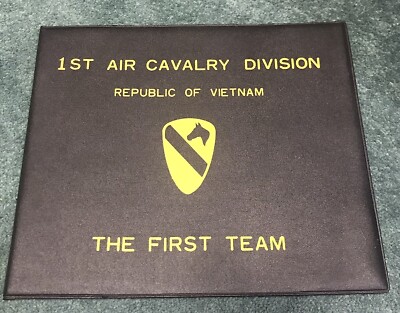 1ST AIR CAVALRY DIVISION
REPUBLIC OF VIETNAM
THE FIRST TEAM